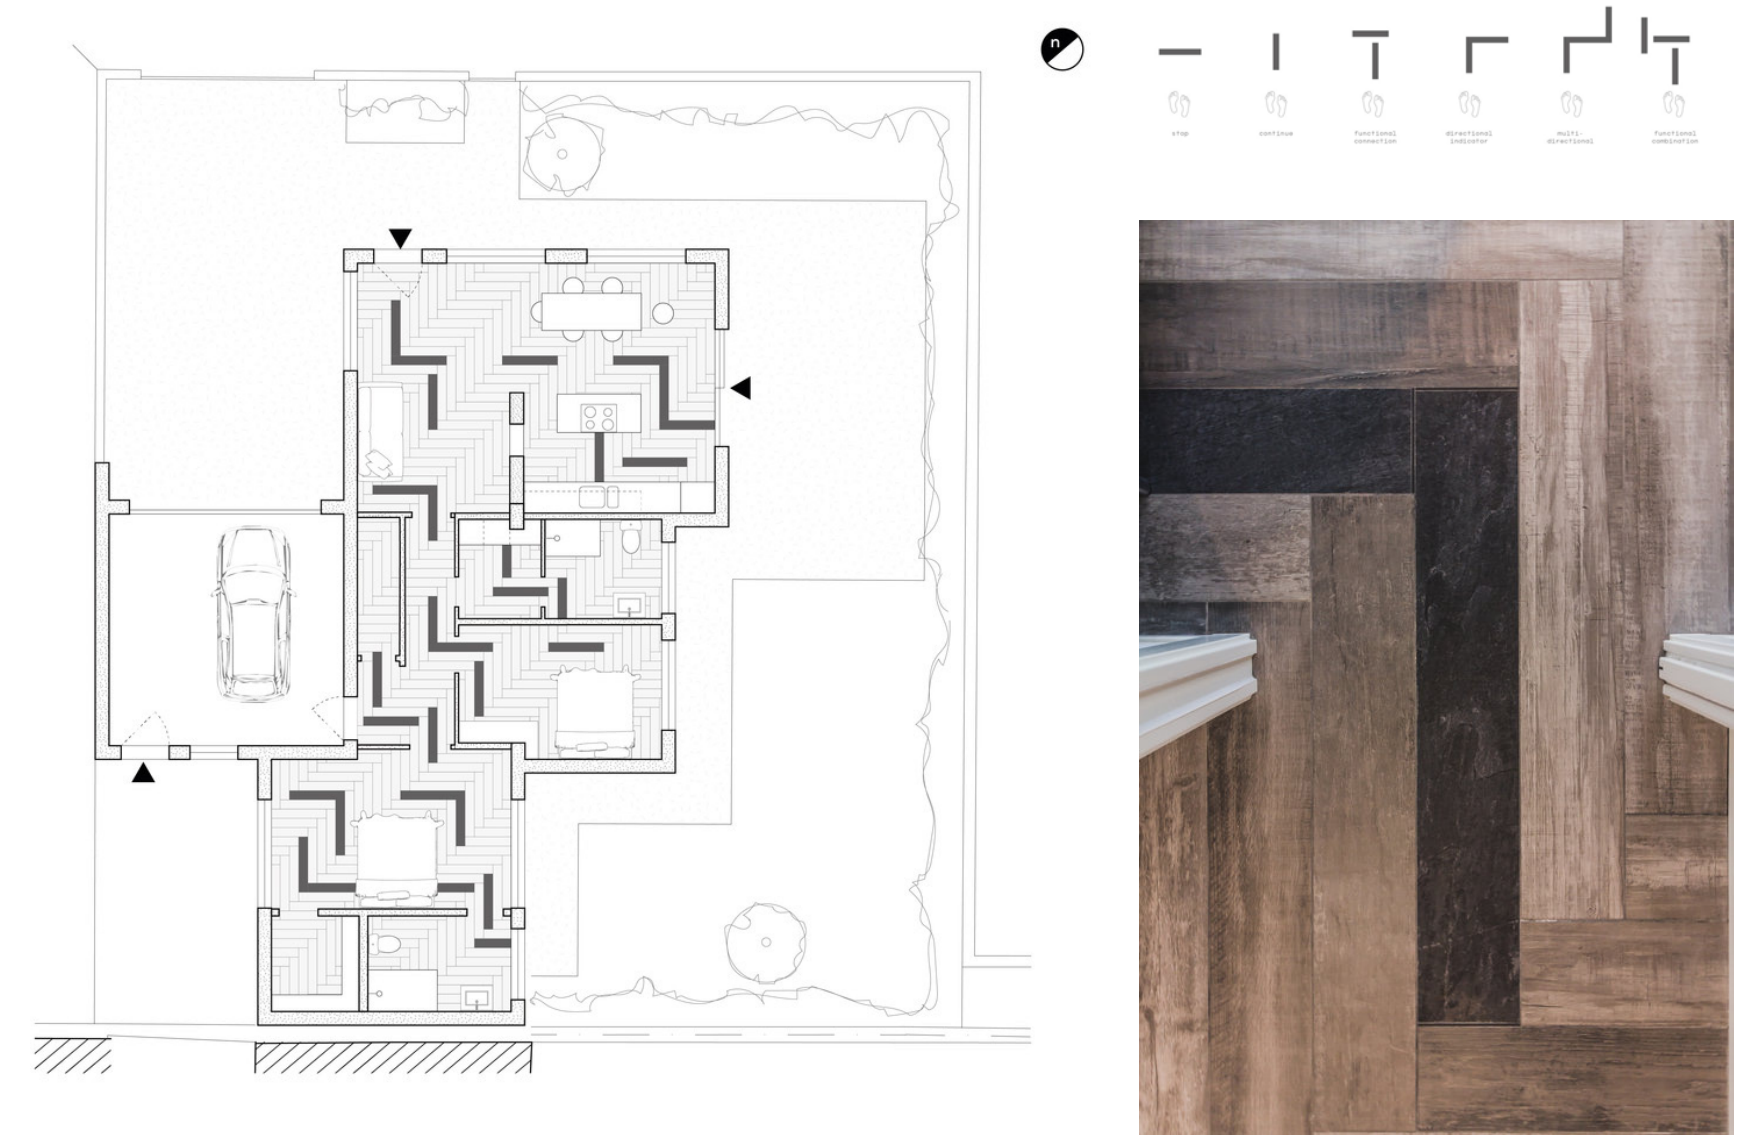 n
stop
continue
functional
connection
directional
indicator
multi-
directional
functional
combination